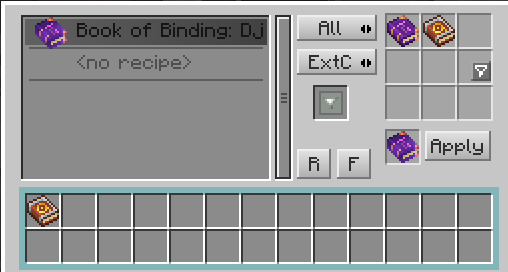 Book of Binding: Dj
<no recipe>
All
ExtC
R
F
Apply